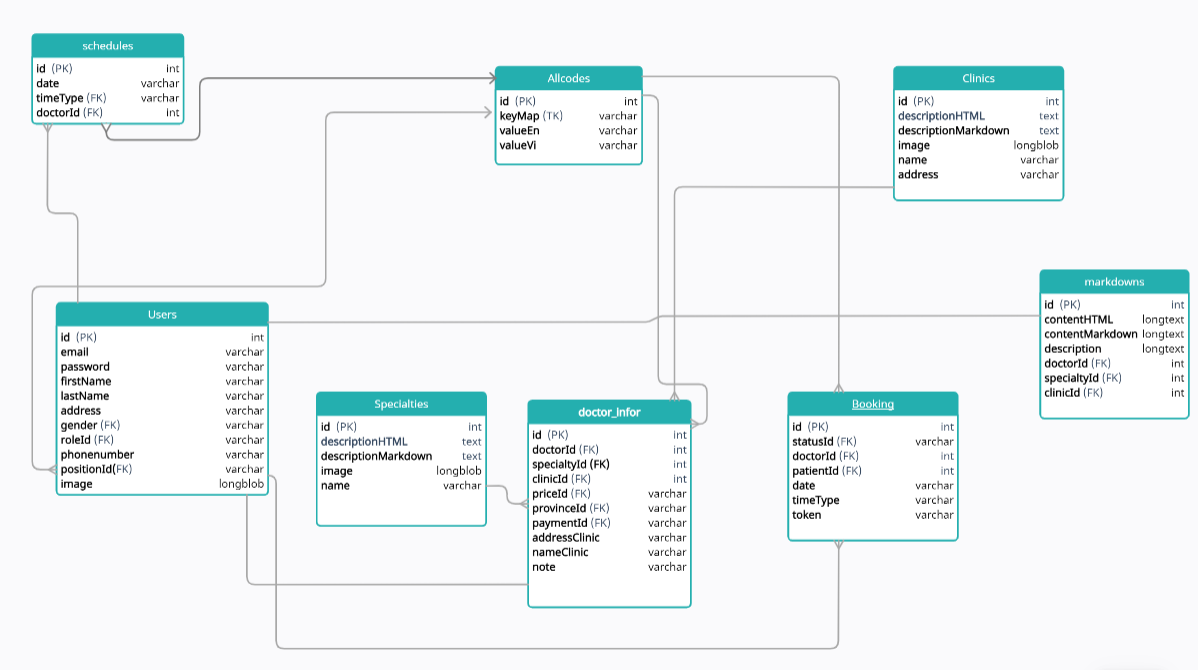 schedules
id (PK) int
date varchar
timeType (FK) varchar
doctorId (FK) int
Allcodes
id (PK) int
keyMap (TK) varchar
valueEn varchar
valueVi varchar
Clinics
id (PK) int
descriptionHTML text
descriptionMarkdown text
image longblob
name varchar
address varchar
markdowns
id (PK) int
contentHTML longtext
contentMarkdown longtext
description longtext
doctorId (FK) int
specialtyId (FK) int
clinicId (FK) int
Users
id (PK) int
email varchar
password varchar
firstName varchar
lastName varchar
address varchar
gender (FK) varchar
roleId (FK) varchar
phonenumber varchar
positionId(FK) varchar
image longblob
Specialties
id (PK) int
descriptionHTML text
descriptionMarkdown text
image longblob
name varchar
doctor_infor
id (PK) int
doctorId (FK) int
specialtyId (FK) int
clinicId (FK) int
priceId (FK) varchar
provinceId (FK) varchar
paymentId (FK) varchar
addressClinic varchar
nameClinic varchar
note varchar
Booking
id (PK) int
statusId (FK) varchar
doctorId (FK) int
patientId (FK) int
date varchar
timeType varchar
token varchar